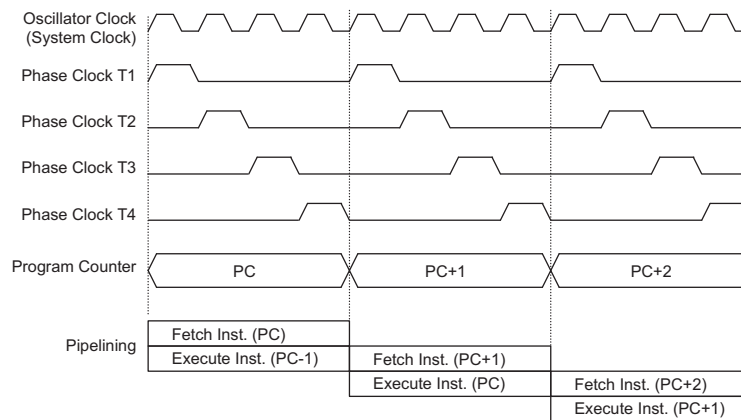 Oscillator Clock
(System Clock)
Phase Clock T1
Phase Clock T2
Phase Clock T3
Phase Clock T4
Program Counter
PC
PC+1
PC+2
Pipelining
Fetch Inst. (PC)
Execute Inst. (PC-1)
Fetch Inst. (PC+1)
Execute Inst. (PC)
Fetch Inst. (PC+2)
Execute Inst. (PC+1)